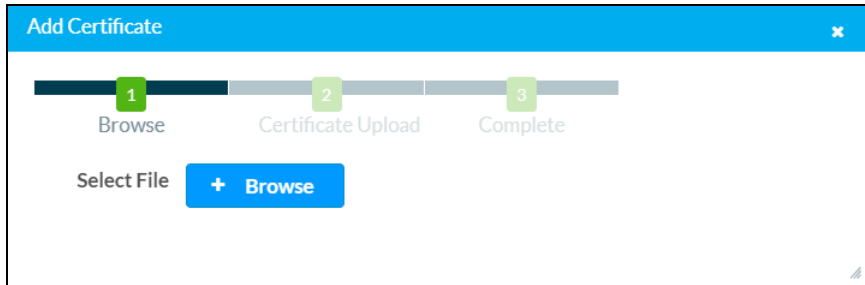 Add Certificate
1 2 3
Browse Certificate Upload Complete
Select File + Browse